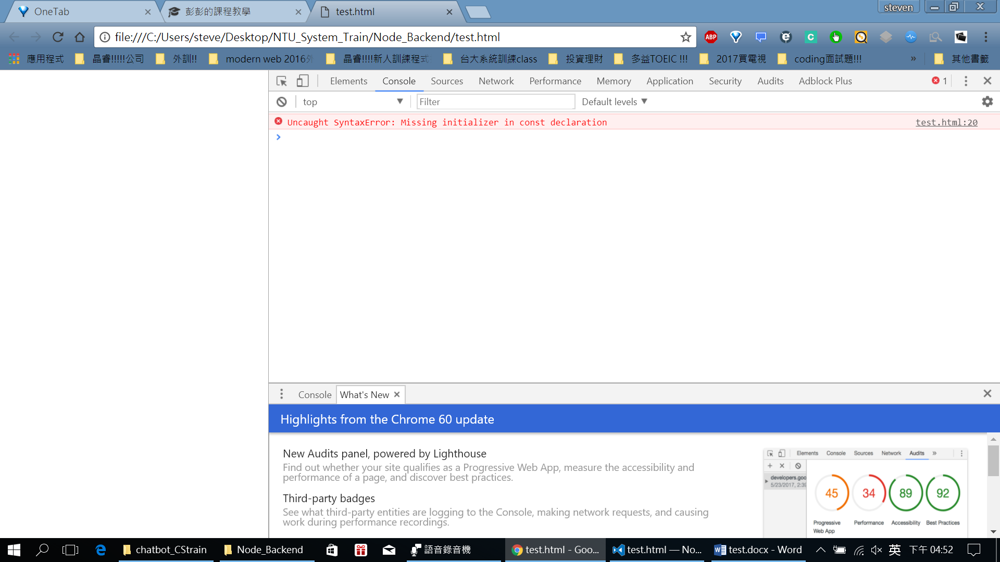 OneTab
彭彭的課程教學
test.html
steven
file:///C:/Users/steve/Desktop/NTU_System_Train/Node_Backend/test.html
ABP
應用程式
晶睿!!!!!公司
外訓!!
modern web 2016外
晶睿!!!!新人訓練程式
台大系統訓練class
投資理財
多益TOEIC !!!
2017買電視
coding面試題!!!
»
其他書籤
Elements
Console
Sources
Network
Performance
Memory
Application
Security
Audits
Adblock Plus
1
top
Filter
Default levels
Uncaught SyntaxError: Missing initializer in const declaration
test.html:20
Console
What's New
Highlights from the Chrome 60 update
New Audits panel, powered by Lighthouse
Find out whether your site qualifies as a Progressive Web App, measure the accessibility and
performance of a page, and discover best practices.
Third-party badges
See what third-party entities are logging to the Console, making network requests, and causing
work during performance recordings.
Elements Console Sources Network Audits »
developers.goo
5/23/2017, 2:39
45 34 89 92
Progressive Performance Accessibility Best Practices
Web App
chatbot_CStrain
Node_Backend
語音錄音機
test.html - Goo...
test.html — No...
test.docx - Word
英
下午 04:52